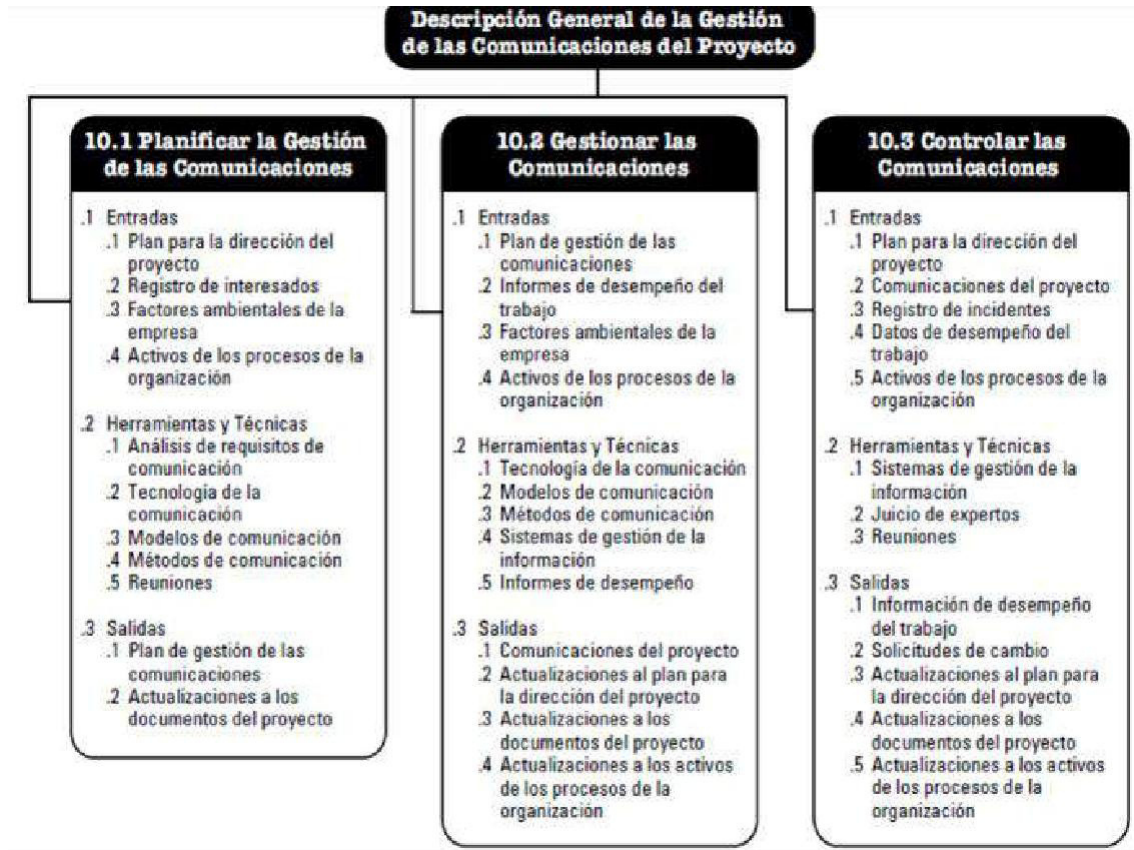 Descripción General de la Gestión
de las Comunicaciones del Proyecto
10.1 Planificar la Gestión
de las Comunicaciones
.1 Entradas
.1 Plan para la dirección del
proyecto
.2 Registro de interesados
.3 Factores ambientales de la
empresa
.4 Activos de los procesos de la
organización
.2 Herramientas y Técnicas
.1 Análisis de requisitos de
comunicación
.2 Tecnología de la
comunicación
.3 Modelos de comunicación
.4 Métodos de comunicación
.5 Reuniones
.3 Salidas
.1 Plan de gestión de las
comunicaciones
.2 Actualizaciones a los
documentos del proyecto
10.2 Gestionar las
Comunicaciones
.1 Entradas
.1 Plan de gestión de las
comunicaciones
.2 Informes de desempeño del
trabajo
.3 Factores ambientales de la
empresa
.4 Activos de los procesos de la
organización
.2 Herramientas y Técnicas
.1 Tecnología de la comunicación
.2 Modelos de comunicación
.3 Métodos de comunicación
.4 Sistemas de gestión de la
información
.5 Informes de desempeño
.3 Salidas
.1 Comunicaciones del proyecto
.2 Actualizaciones al plan para
la dirección del proyecto
.3 Actualizaciones a los
documentos del proyecto
.4 Actualizaciones a los activos
de los procesos de la
organización
10.3 Controlar las
Comunicaciones
.1 Entradas
.1 Plan para la dirección del
proyecto
.2 Comunicaciones del proyecto
.3 Registro de incidentes
.4 Datos de desempeño del
trabajo
.5 Activos de los procesos de la
organización
.2 Herramientas y Técnicas
.1 Sistemas de gestión de la
información
.2 Juicio de expertos
.3 Reuniones
.3 Salidas
.1 Información de desempeño
del trabajo
.2 Solicitudes de cambio
.3 Actualizaciones al plan para
la dirección del proyecto
.4 Actualizaciones a los
documentos del proyecto
.5 Actualizaciones a los activos
de los procesos de la
organización